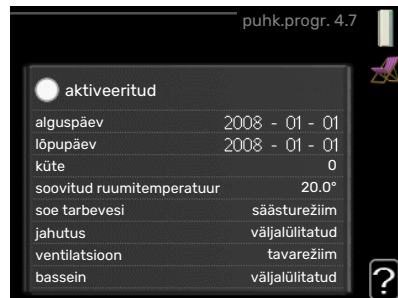 puhk.progr. 4.7
aktiveeritud
alguspäev 2008 - 01 - 01
lõpupäev 2008 - 01 - 01
küte 0
soovitud ruumitemperatuur 20.0°
soe tarbevesi säästurežiim
jahutus väljalülitatud
ventilatsioon tavarežiim
bassein väljalülitatud
?